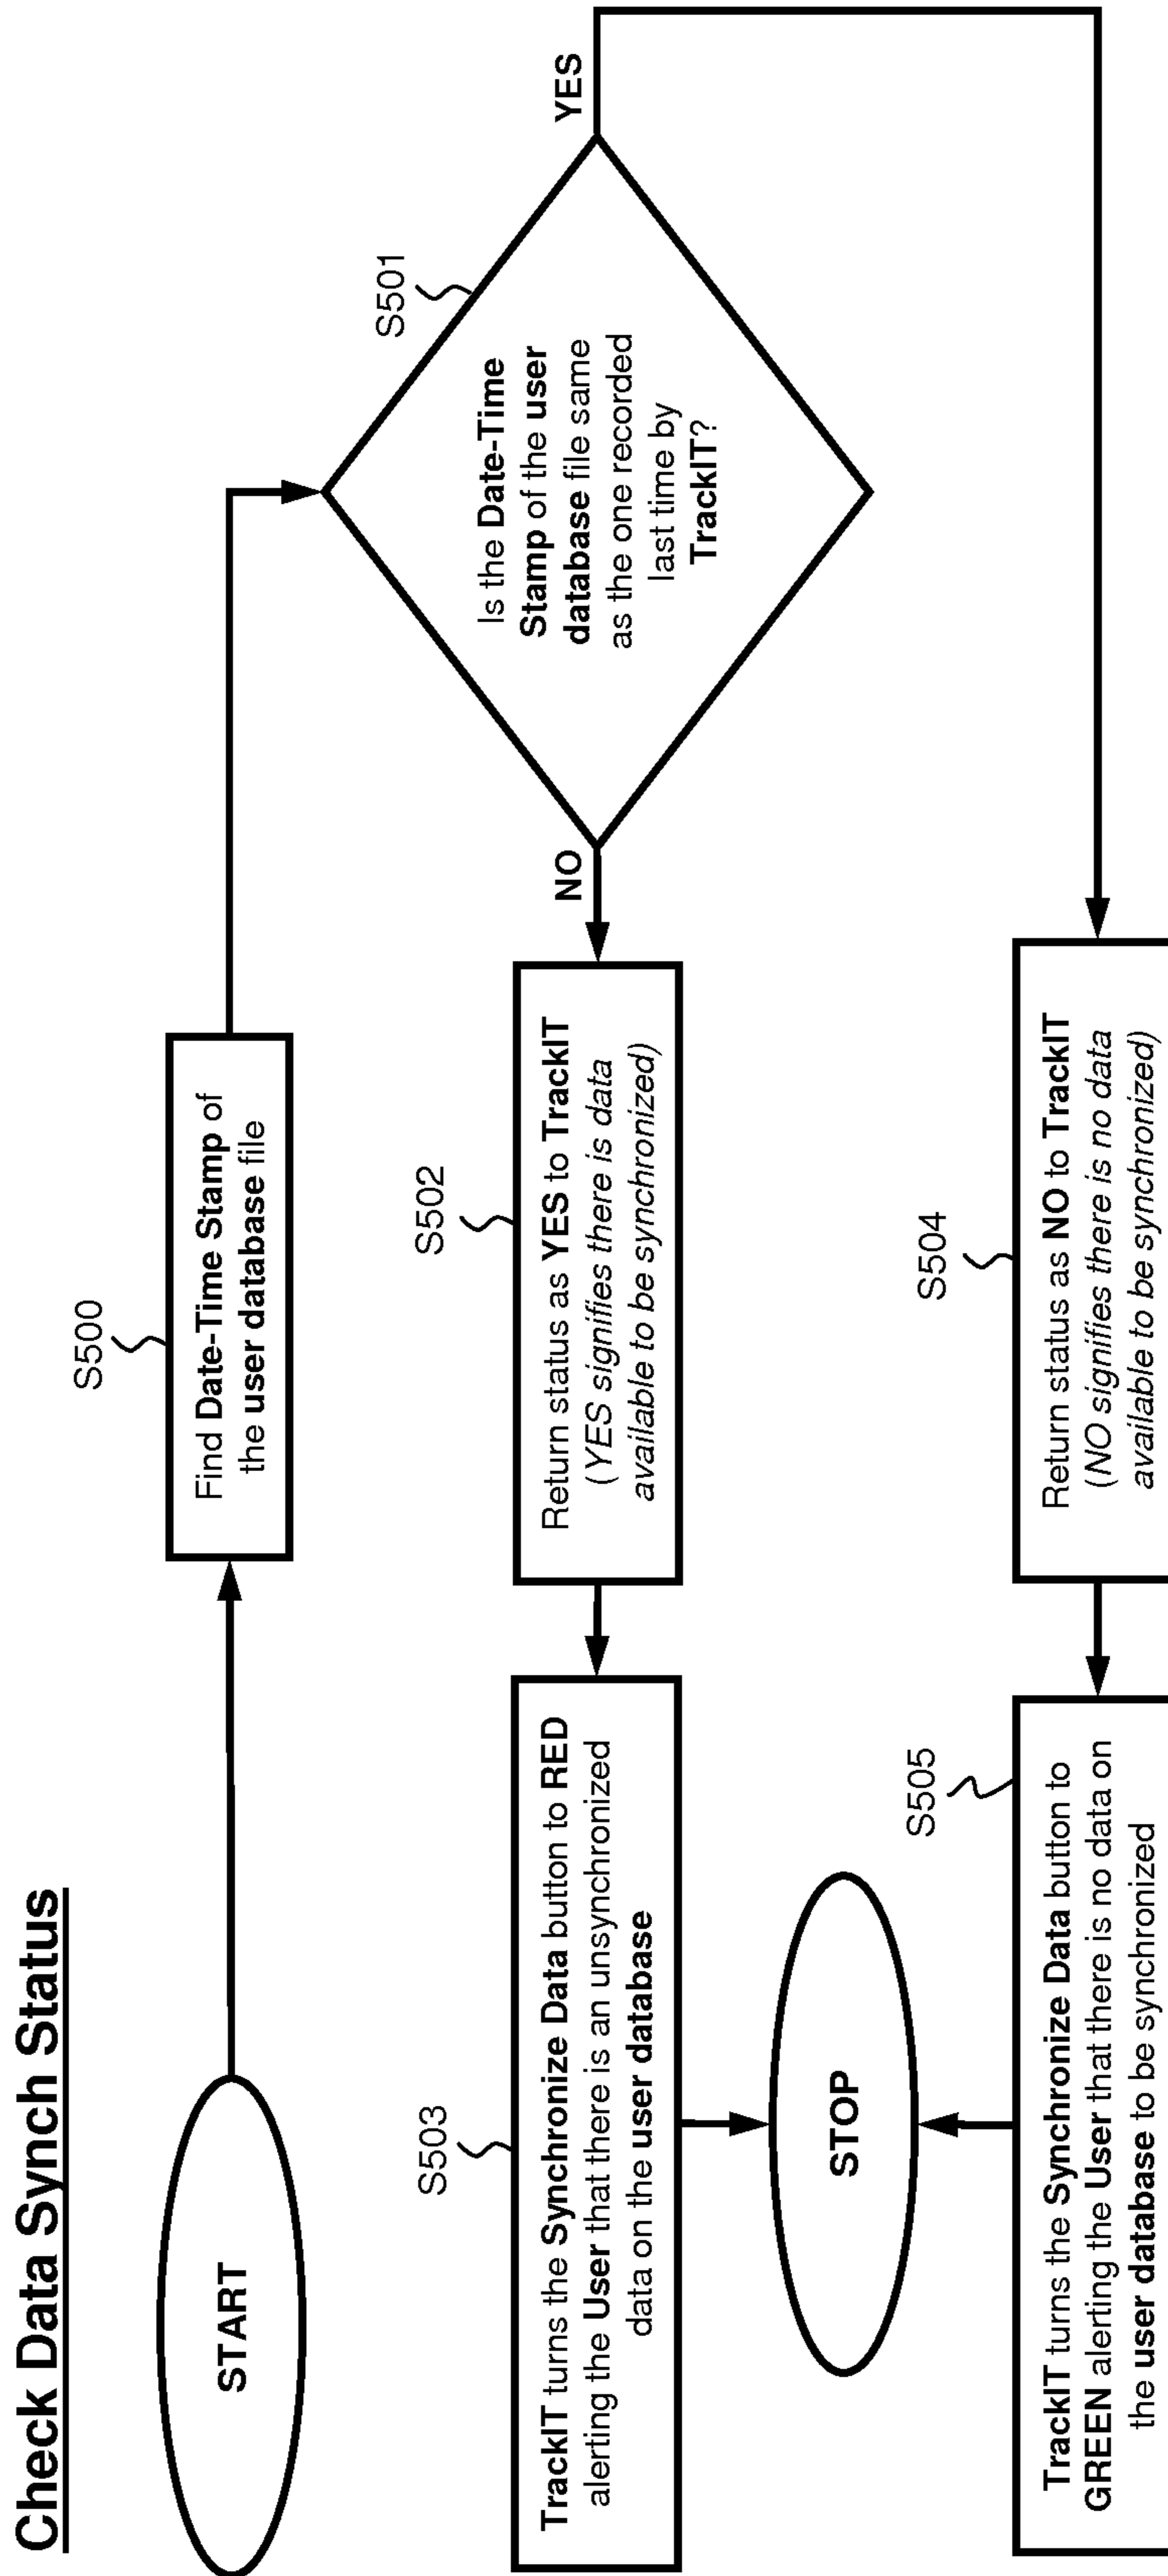 Check Data Synch Status
START
S500
Find Date-Time Stamp of
the user database file
S501
Is the Date-Time
Stamp of the user
database file same
as the one recorded
last time by
TrackIT?
YES
NO
S502
Return status as YES to TrackIT
(YES signifies there is data
available to be synchronized)
S503
TrackIT turns the Synchronize Data button to RED
alerting the User that there is an unsynchronized
data on the user database
STOP
S504
Return status as NO to TrackIT
(NO signifies there is no data
available to be synchronized)
S505
TrackIT turns the Synchronize Data button to
GREEN alerting the User that there is no data on
the user database to be synchronized